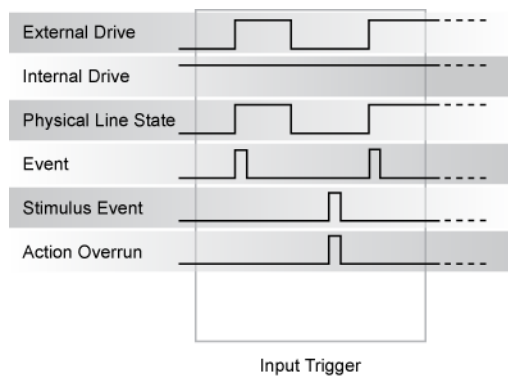 External Drive
Internal Drive
Physical Line State
Event
Stimulus Event
Action Overrun
Input Trigger